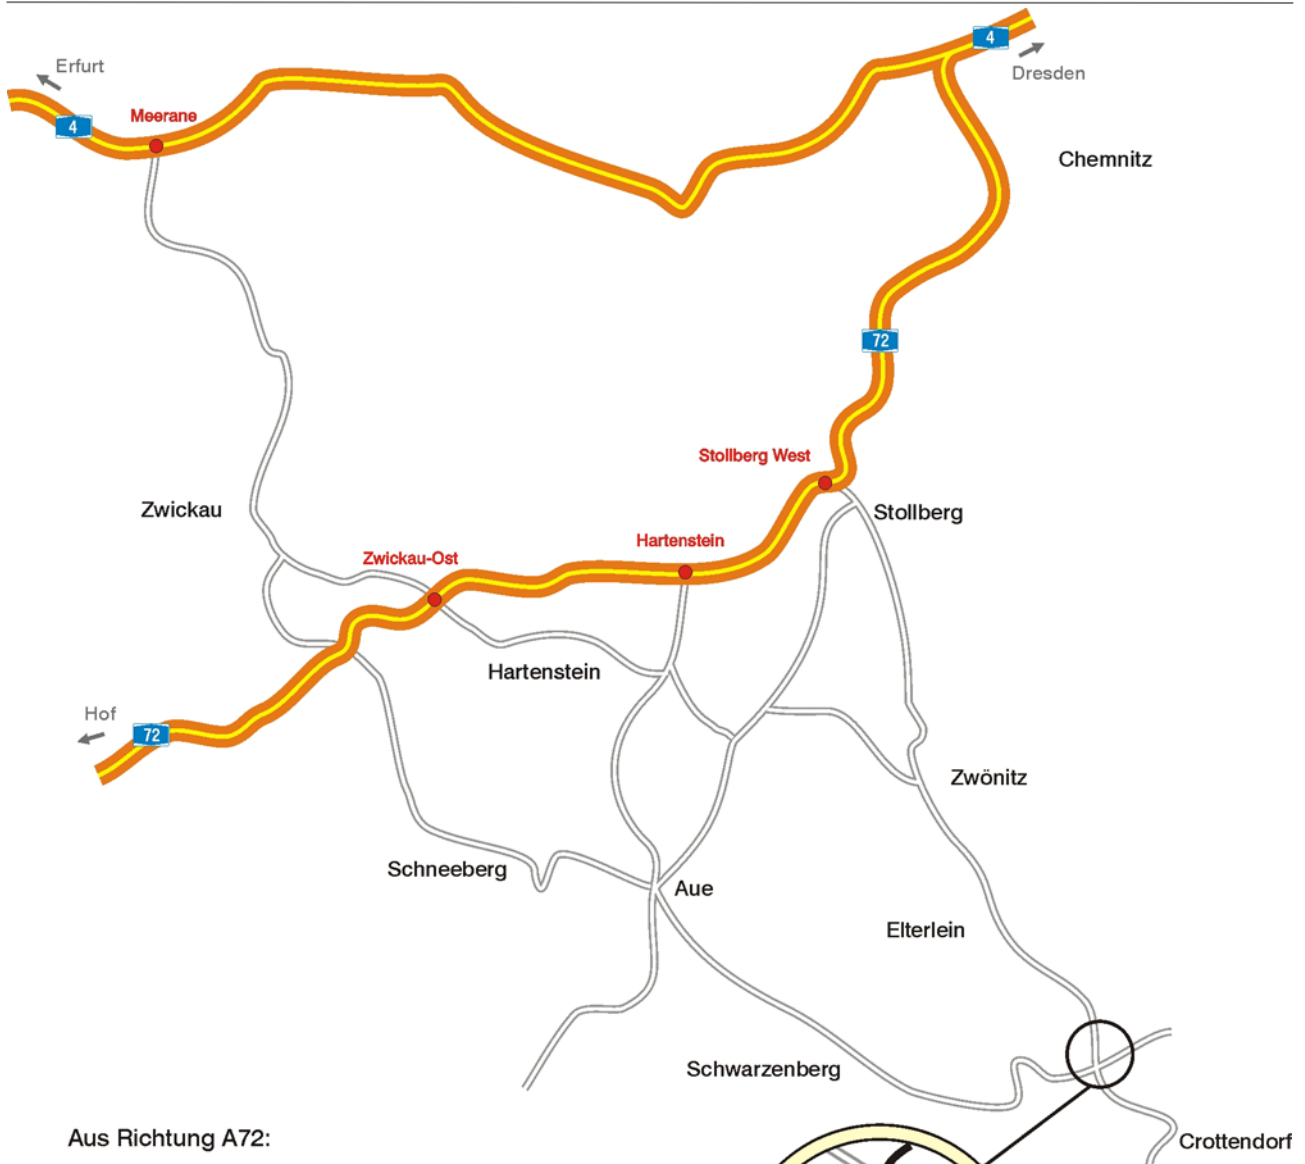 4
Dresden
Erfurt
4
Meerane
Chemnitz
72
Stollberg West
Zwickau
Stollberg
Hartenstein
Zwickau-Ost
Hartenstein
Hof
72
Zwönitz
Schneeberg
Aue
Elterlein
Schwarzenberg
Aus Richtung A72:
Crottendorf